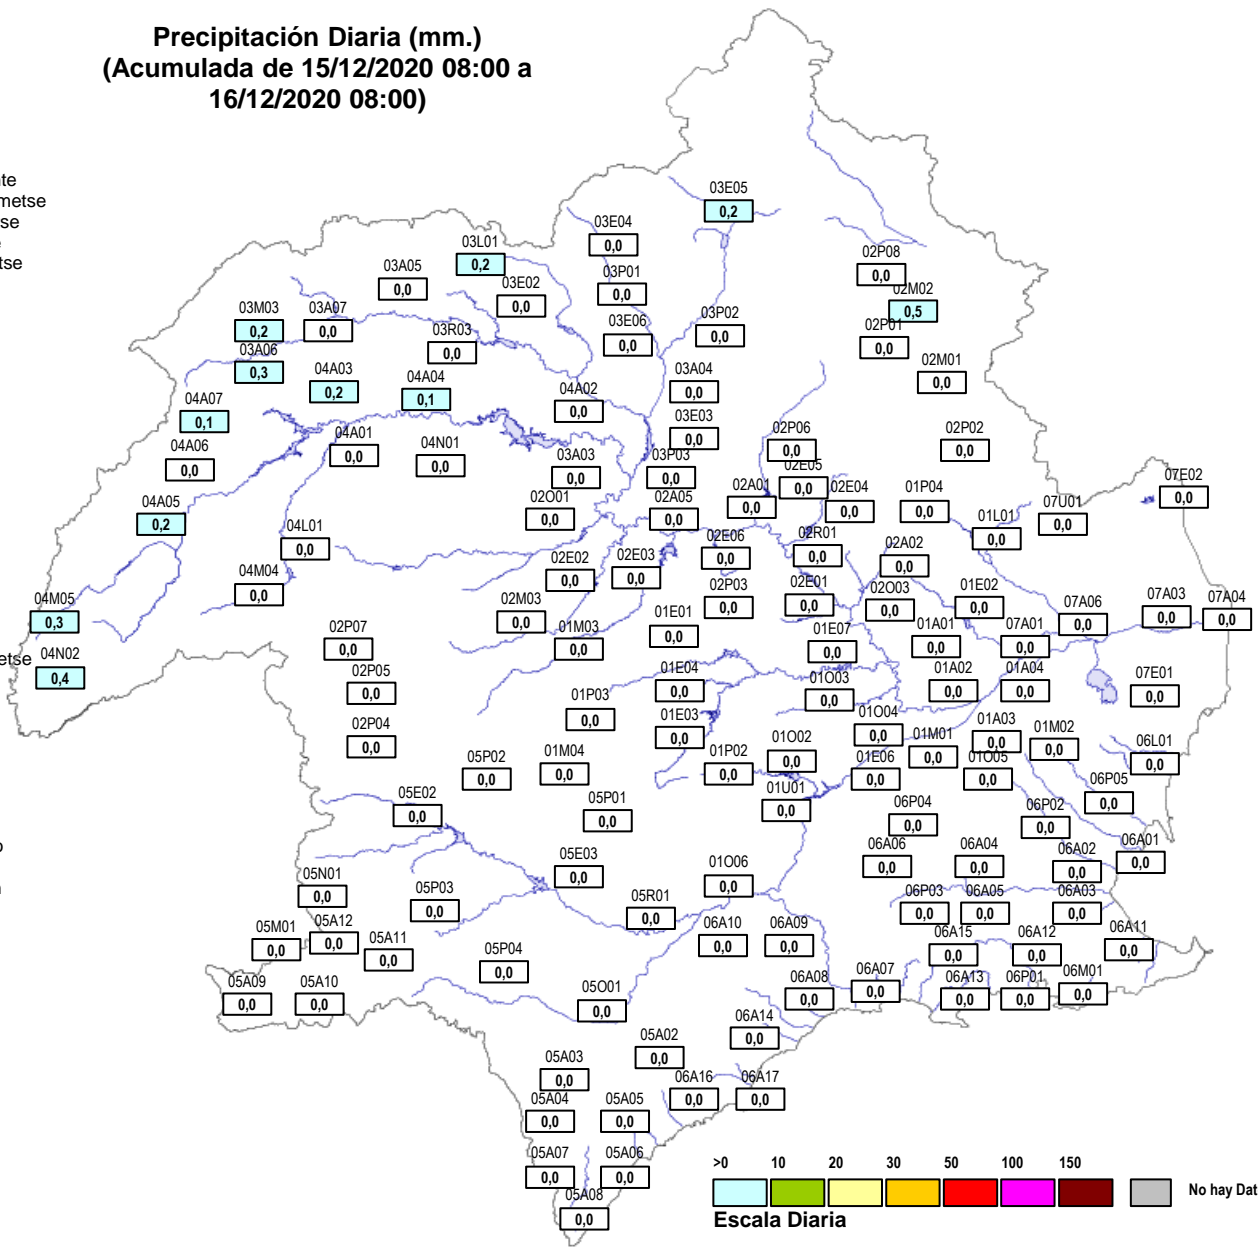 Precipitación Diaria (mm.)
(Acumulada de 15/12/2020 08:00 a
16/12/2020 08:00)
te
metse
se
tse
etse
03E05
0,2
03E04
0,0
03L01
0,2
02P08
0,0
03A05
0,0
03P01
0,0
03E02
0,0
02M02
0,5
03M03
0,2
03A07
0,0
03P02
0,0
03E06
0,0
02P01
0,0
03R03
0,0
03A06
0,3
02M01
0,0
04A03
0,2
04A04
0,1
03A04
0,0
04A02
0,0
04A07
0,1
03E03
0,0
02P06
0,0
02P02
0,0
04A01
0,0
04N01
0,0
04A06
0,0
03A03
0,0
03P03
0,0
02E05
0,0
07E02
0,0
02A01
0,0
02E04
0,0
01P04
0,0
04A05
0,2
02O01
0,0
02A05
0,0
07U01
0,0
01L01
0,0
04L01
0,0
02E06
0,0
02R01
0,0
02A02
0,0
02E02
0,0
02E03
0,0
04M04
0,0
02P03
0,0
02E01
0,0
02O03
0,0
01E02
0,0
04M05
0,3
02M03
0,0
07A03
0,0
07A04
0,0
07A06
0,0
01E01
0,0
02P07
0,0
01M03
0,0
01E07
0,0
01A01
0,0
07A01
0,0
04N02
0,4
02P05
0,0
01E04
0,0
01O03
0,0
01A02
0,0
01A04
0,0
07E01
0,0
01P03
0,0
02P04
0,0
01E03
0,0
01O04
0,0
01A03
0,0
01M02
0,0
05P02
0,0
01M04
0,0
01P02
0,0
01O02
0,0
01M01
0,0
06L01
0,0
01E06
0,0
01O05
0,0
05E02
0,0
05P01
0,0
01U01
0,0
06P05
0,0
06P04
0,0
06P02
0,0
05E03
0,0
01O06
0,0
06A06
0,0
06A04
0,0
06A02
0,0
06A01
0,0
05N01
0,0
05P03
0,0
05R01
0,0
06P03
0,0
06A05
0,0
06A03
0,0
05M01
0,0
05A12
0,0
05A11
0,0
06A10
0,0
06A09
0,0
06A15
0,0
06A12
0,0
06A11
0,0
05P04
0,0
05A09
0,0
05A10
0,0
05O01
0,0
06A08
0,0
06A07
0,0
06A13
0,0
06P01
0,0
06M01
0,0
06A14
0,0
05A02
0,0
05A03
0,0
06A16
0,0
06A17
0,0
05A04
0,0
05A05
0,0
05A07
0,0
05A06
0,0
05A08
0,0
>0 10 20 30 50 100 150
No hay Dat
Escala Diaria